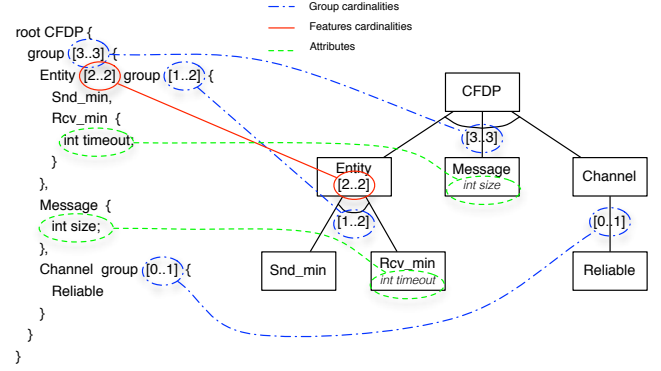 Group cardinalities
Features cardinalities
Attributes
root CFDP {
group [3..3] {
Entity [2..2] group [1..2] {
Snd_min,
Rcv_min {
int timeout;
}
},
Message {
int size;
},
Channel group [0..1] {
Reliable
}
}
}
CFDP
[3..3]
Entity
[2..2]
Message
int size
Channel
[1..2]
[0..1]
Snd_min
Rcv_min
int timeout
Reliable